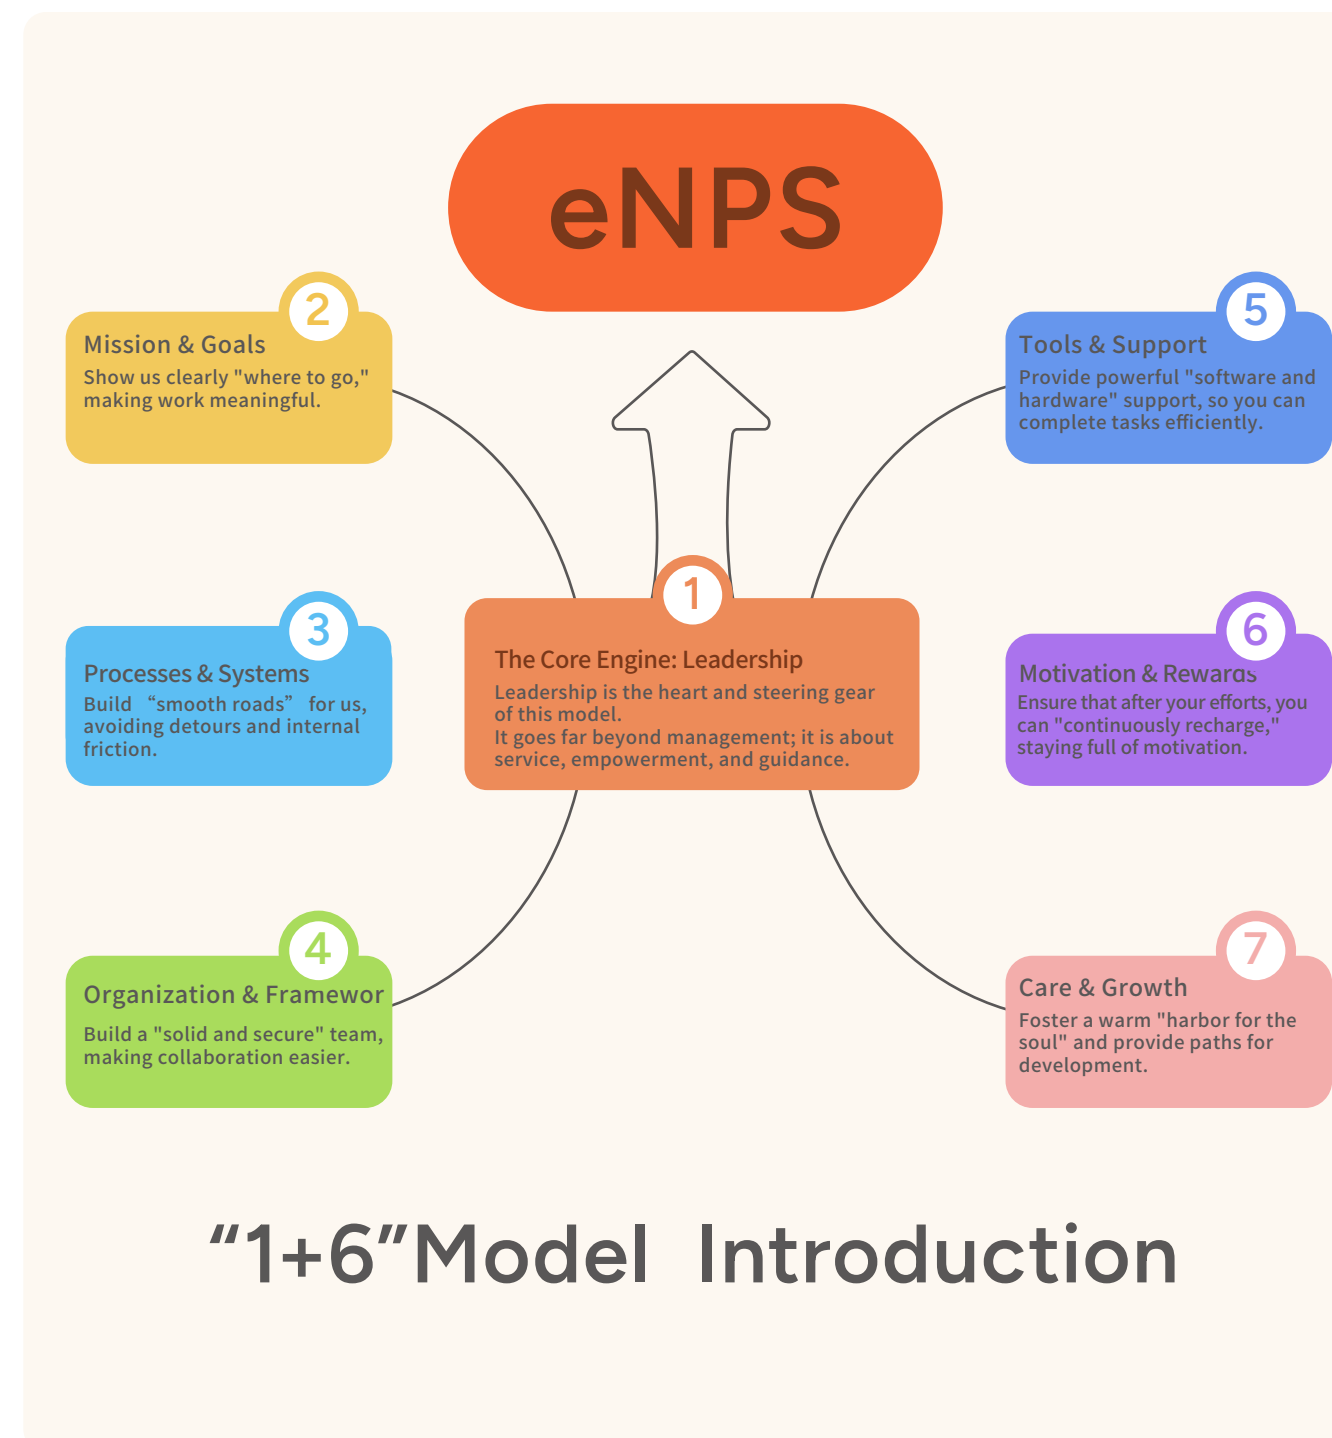 eNPS
2
Mission & Goals
Show us clearly "where to go,"
making work meaningful.
5
Tools & Support
Provide powerful "software and
hardware" support, so you can
complete tasks efficiently.
3
Processes & Systems
Build “smooth roads” for us,
avoiding detours and internal
friction.
1
The Core Engine: Leadership
Leadership is the heart and steering gear
of this model.
It goes far beyond management; it is about
service, empowerment, and guidance.
6
Motivation & Rewards
Ensure that after your efforts, you
can "continuously recharge,"
staying full of motivation.
4
Organization & Framewor
Build a "solid and secure" team,
making collaboration easier.
7
Care & Growth
Foster a warm "harbor for the
soul" and provide paths for
development.
“1+6”Model Introduction